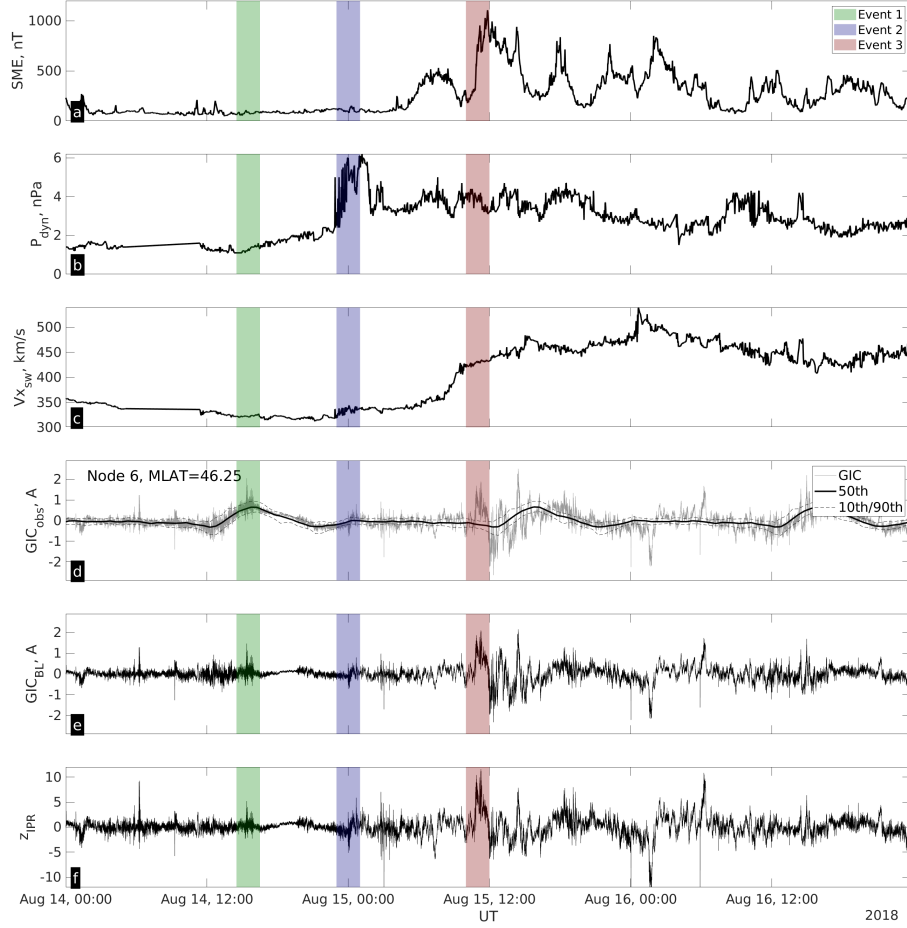 1000
500
0
SME, nT
a
Event 1
Event 2
Event 3
6
4
2
0
P_dyn, nPa
b
500
450
400
350
300
Vx_sw, km/s
c
Node 6, MLAT=46.25
GIC
50th
10th/90th
2
1
0
-1
-2
GIC_obs, A
d
2
1
0
-1
-2
GIC_BL, A
e
10
5
0
-5
-10
z_IPR
f
Aug 14, 00:00 Aug 14, 12:00 Aug 15, 00:00 Aug 15, 12:00 Aug 16, 00:00 Aug 16, 12:00
UT
2018